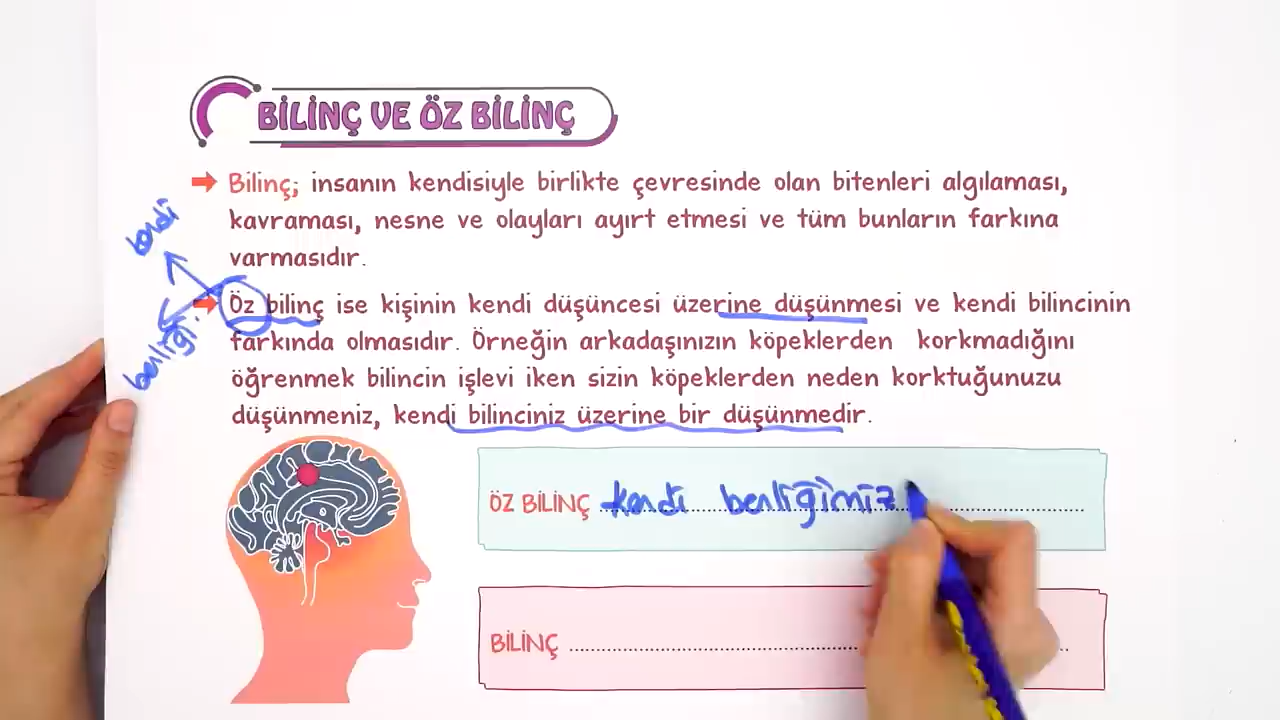 BİLİNÇ VE ÖZ BİLİNÇ
Bilinç; insanın kendisiyle birlikte çevresinde olan bitenleri algılaması,
kavraması, nesne ve olayları ayırt etmesi ve tüm bunların farkına
varmasıdır.
kendi
benliği
Öz bilinç ise kişinin kendi düşüncesi üzerine düşünmesi ve kendi bilincinin
farkında olmasıdır. Örneğin arkadaşınızın köpeklerden korkmadığını
öğrenmek bilincin işlevi iken sizin köpeklerden neden korktuğunuzu
düşünmeniz, kendi bilinciniz üzerine bir düşünmedir.
ÖZ BİLİNÇ kendi benliğimiz
BİLİNÇ